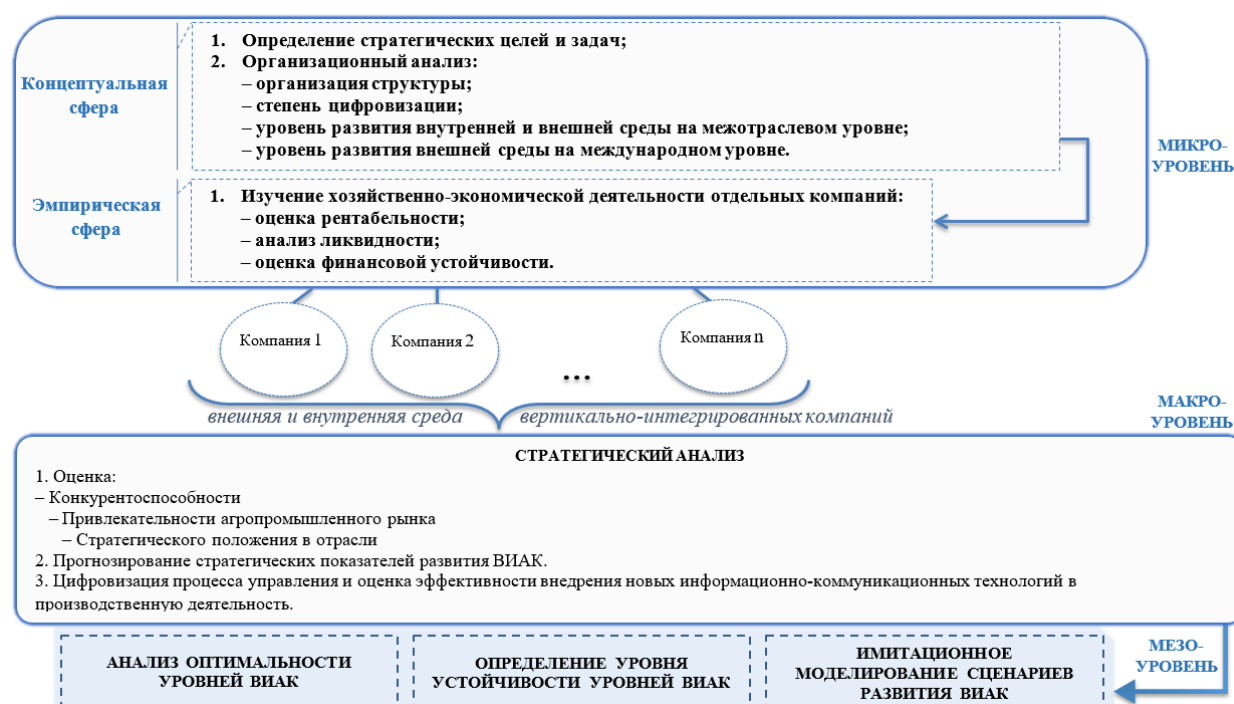 Концептуальная
сфера
1. Определение стратегических целей и задач;
2. Организационный анализ:
– организация структуры;
– степень цифровизации;
– уровень развития внутренней и внешней среды на межотраслевом уровне;
– уровень развития внешней среды на международном уровне.
МИКРО-
УРОВЕНЬ
Эмпирическая
сфера
1. Изучение хозяйственно-экономической деятельности отдельных компаний:
– оценка рентабельности;
– анализ ликвидности;
– оценка финансовой устойчивости.
Компания 1
Компания 2
...
Компания n
внешняя и внутренняя среда
вертикально-интегрированных компаний
МАКРО-
УРОВЕНЬ
СТРАТЕГИЧЕСКИЙ АНАЛИЗ
1. Оценка:
– Конкурентоспособности
– Привлекательности агропромышленного рынка
– Стратегического положения в отрасли
2. Прогнозирование стратегических показателей развития ВИАК.
3. Цифровизация процесса управления и оценка эффективности внедрения новых информационно-коммуникационных технологий в
производственную деятельность.
АНАЛИЗ ОПТИМАЛЬНОСТИ
УРОВНЕЙ ВИАК
ОПРЕДЕЛЕНИЕ УРОВНЯ
УСТОЙЧИВОСТИ УРОВНЕЙ ВИАК
ИМИТАЦИОННОЕ
МОДЕЛИРОВАНИЕ СЦЕНАРИЕВ
РАЗВИТИЯ ВИАК
МЕЗО-
УРОВЕНЬ